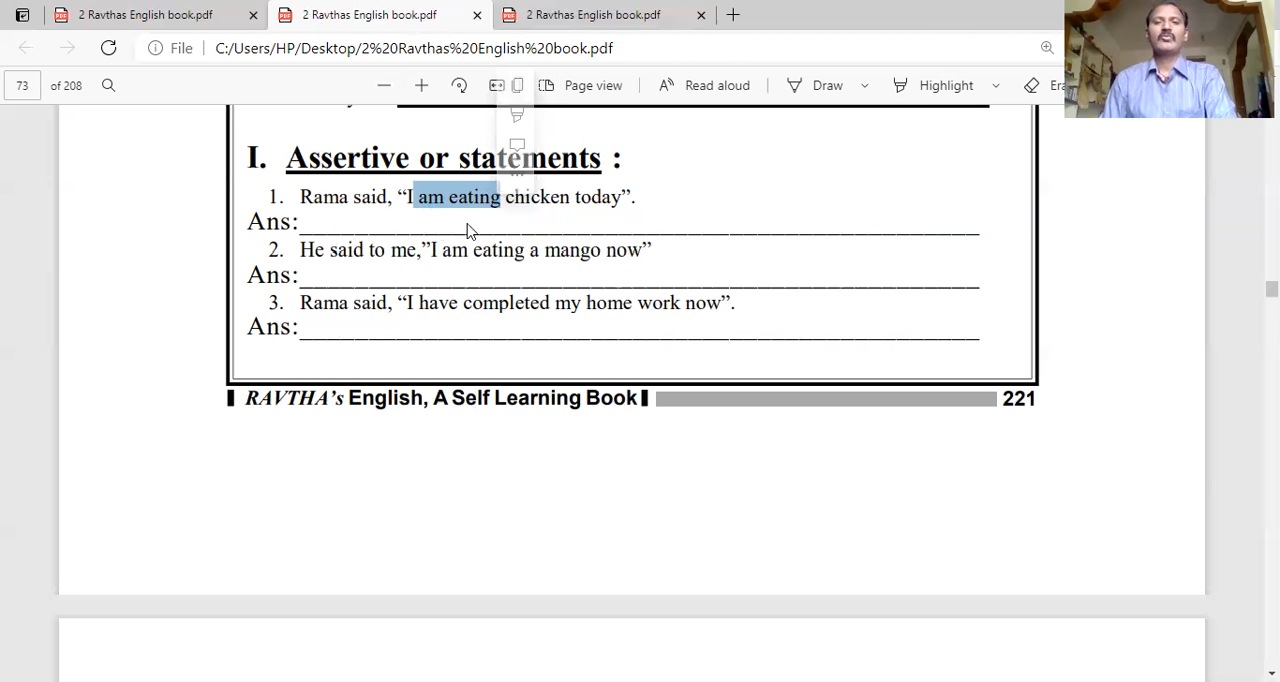 2 Ravthas English book.pdf
2 Ravthas English book.pdf
2 Ravthas English book.pdf
File C:/Users/HP/Desktop/2%20Ravthas%20English%20book.pdf
73 of 208 Page view Read aloud Draw Highlight
I. Assertive or statements :
1. Rama said, “I am eating chicken today”.
Ans:____________________
2. He said to me,”I am eating a mango now”
Ans:____________________
3. Rama said, “I have completed my home work now”.
Ans:____________________
RAVTHA's English, A Self Learning Book 221